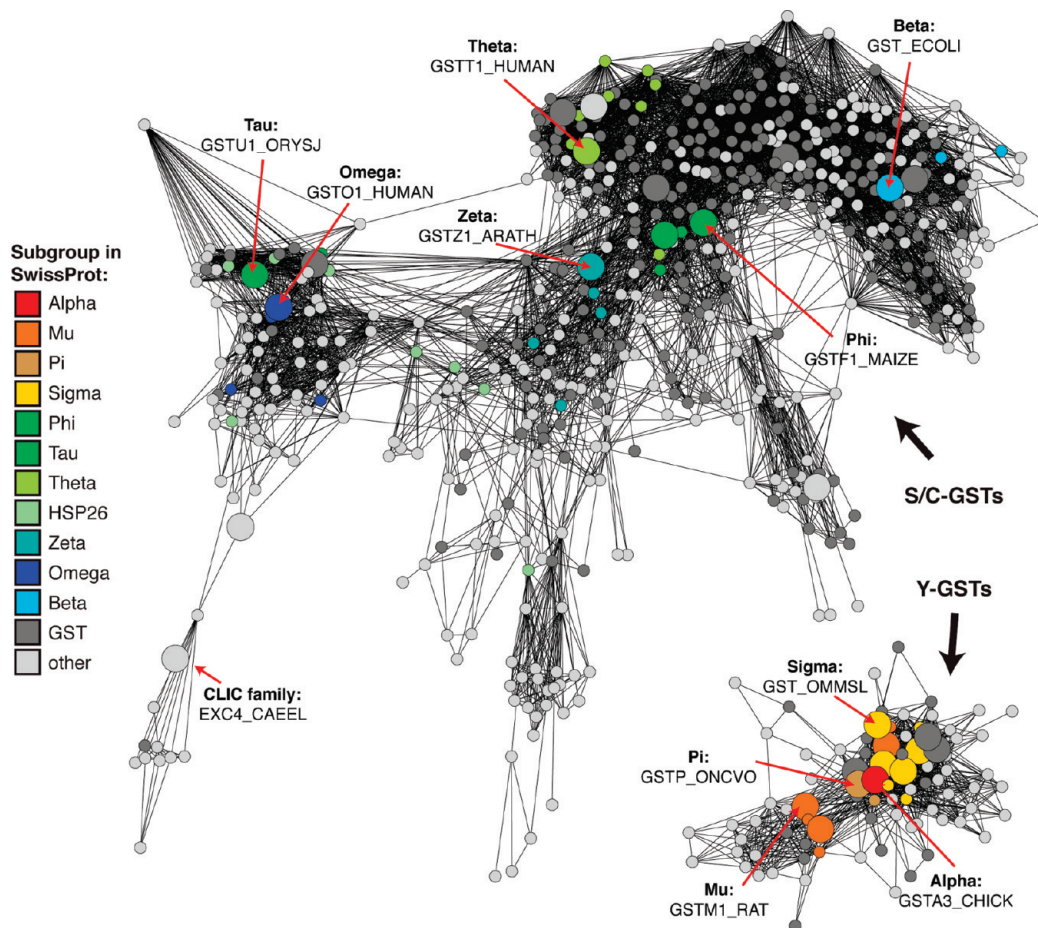 Theta:
GSTT1_HUMAN
Beta:
GST_ECOLI
Tau:
GSTU1_ORYSJ
Omega:
GSTO1_HUMAN
Zeta:
GSTZ1_ARATH
Phi:
GSTF1_MAIZE
Subgroup in
SwissProt:
Alpha
Mu
Pi
Sigma
Phi
Tau
Theta
HSP26
Zeta
Omega
Beta
GST
other
S/C-GSTs
Y-GSTs
CLIC family:
EXC4_CAEEL
Sigma:
GST_OMMSL
Pi:
GSTP_ONCVO
Mu:
GSTM1_RAT
Alpha:
GSTA3_CHICK